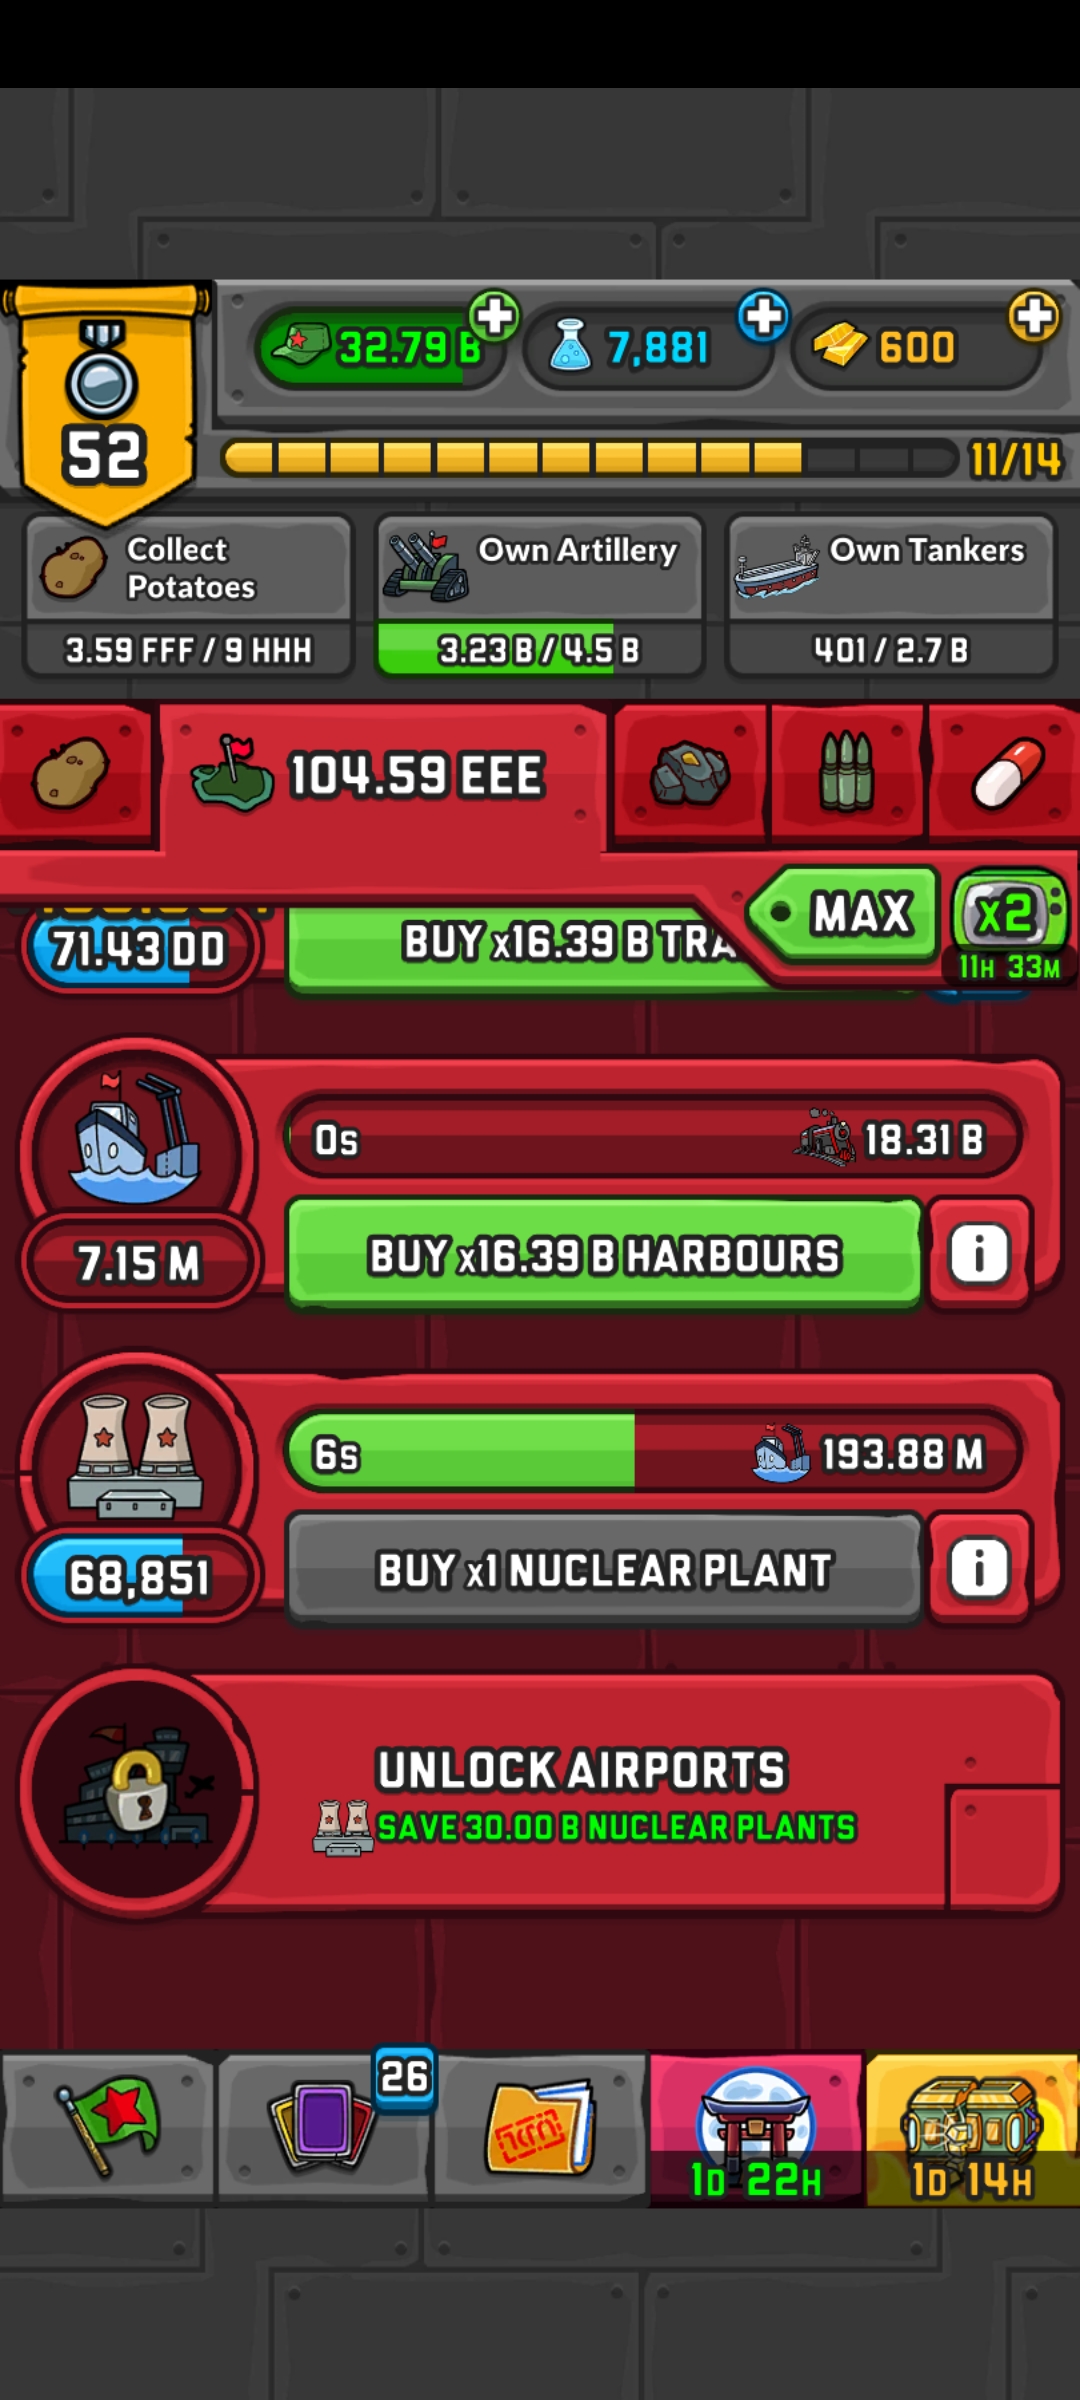 32.79 B
7,881
600
52
11/14
Collect
Potatoes
3.59 FFF / 9 HHH
Own Artillery
3.23 B / 4.5 B
Own Tankers
401 / 2.7 B
104.59 EEE
MAX
x2
11H 33M
71.43 DD
BUY x16.39 B TRA
0s
18.31 B
7.15 M
BUY x16.39 B HARBOURS
i
6s
193.88 M
68,851
BUY x1 NUCLEAR PLANT
i
UNLOCK AIRPORTS
SAVE 30.00 B NUCLEAR PLANTS
26
1D 22H
1D 14H